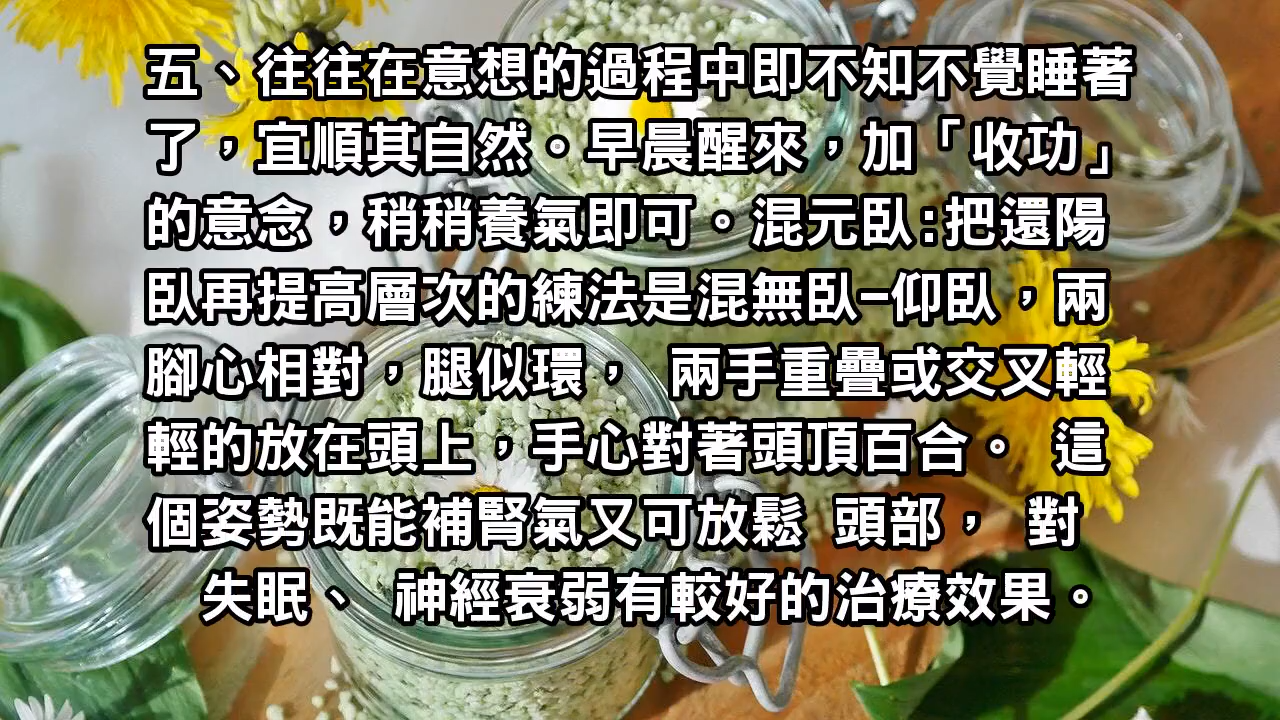 五、往往在意想的過程中即不知不覺睡著
了，宜順其自然。早晨醒來，加「收功」
的意念，稍稍養氣即可。混元臥:把還陽
臥再提高層次的練法是混無臥-仰臥，兩
腳心相對，腿似環， 兩手重疊或交叉輕
輕的放在頭上，手心對著頭頂百合。 這
個姿勢既能補腎氣又可放鬆 頭部， 對
失眠、 神經衰弱有較好的治療效果。